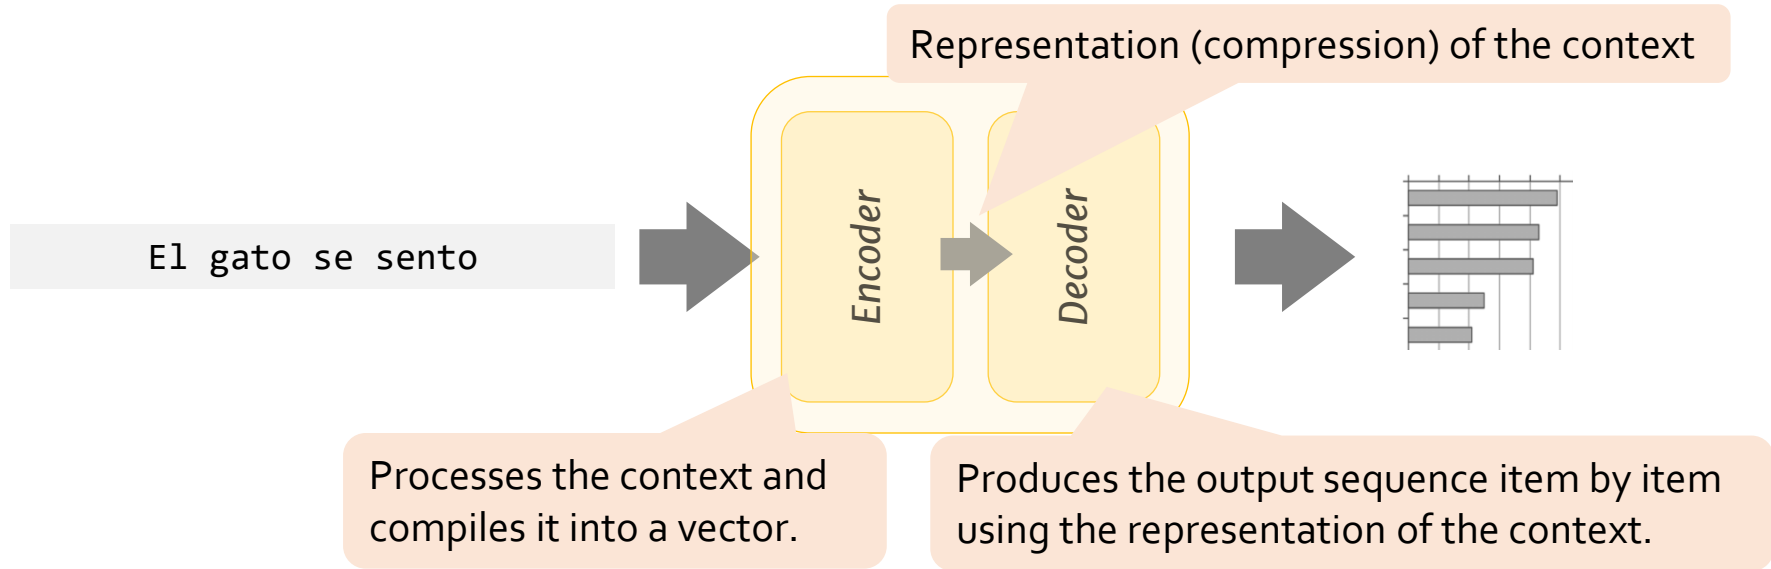 Representation (compression) of the context
El gato se sento
Encoder
Decoder
Processes the context and
compiles it into a vector.
Produces the output sequence item by item
using the representation of the context.